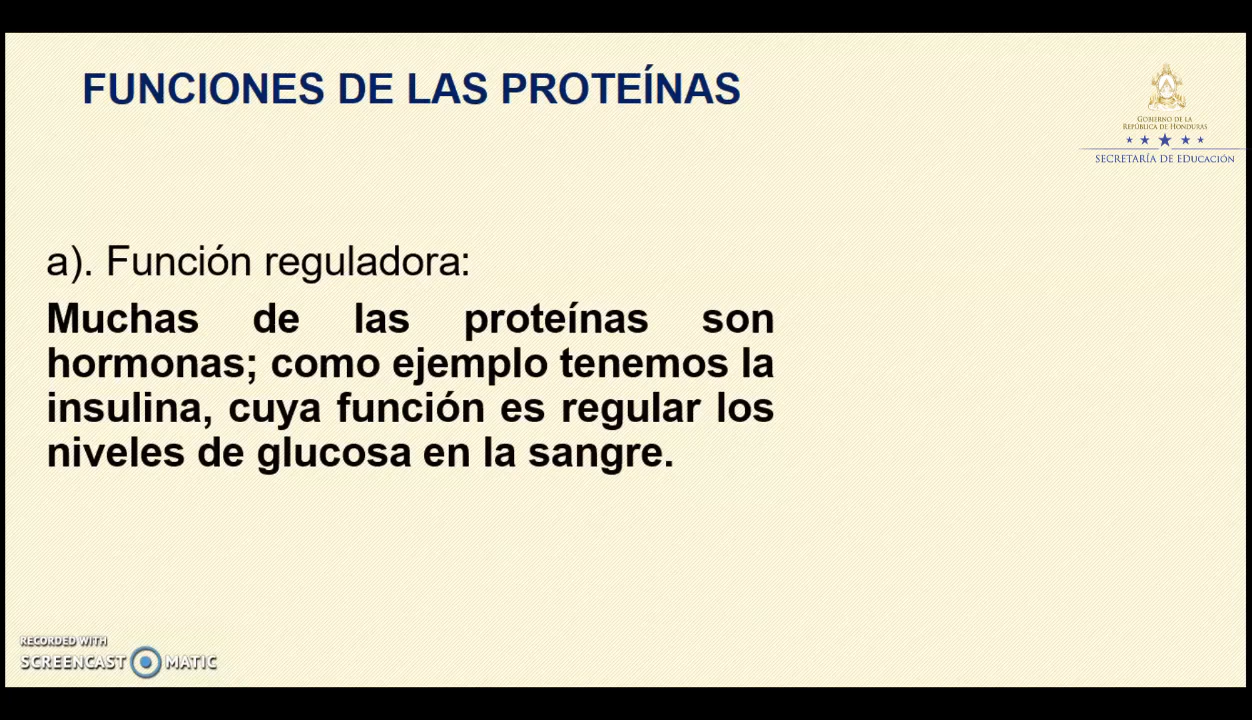 FUNCIONES DE LAS PROTEÍNAS
GOBIERNO DE LA
REPÚBLICA DE HONDURAS
SECRETARÍA DE EDUCACIÓN
a). Función reguladora:
Muchas de las proteínas son
hormonas; como ejemplo tenemos la
insulina, cuya función es regular los
niveles de glucosa en la sangre.
RECORDED WITH
SCREENCAST MATIC